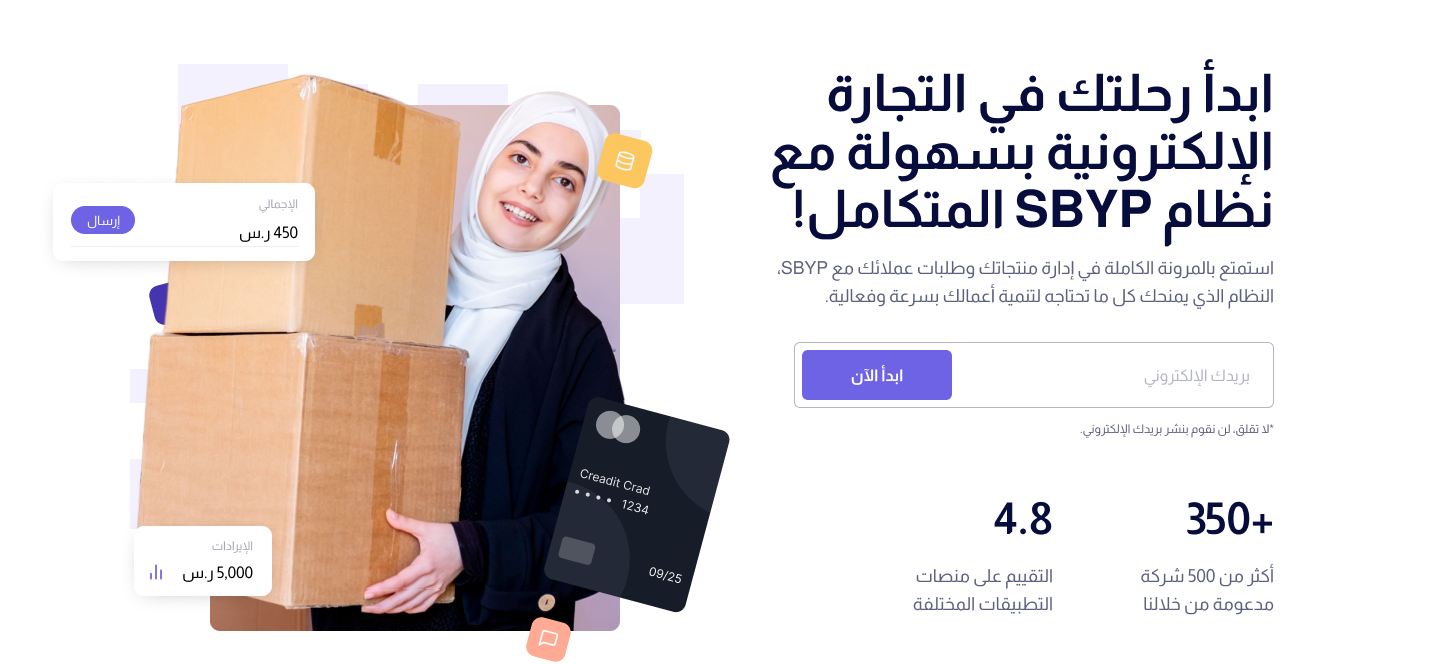 ابدأ رحلتك في التجارة
الإلكترونية بسهولة مع
نظام SBYP المتكامل!
استمتع بالمرونة الكاملة في إدارة منتجاتك وطلبات عملائك مع SBYP،
النظام الذي يمنحك كل ما تحتاجه لتنمية أعمالك بسرعة وفعالية.
بريدك الإلكتروني
ابدأ الآن
*لا تقلق، لن نقوم بنشر بريدك الإلكتروني.
350+
أكثر من 500 شركة
مدعومة من خلالنا
4.8
التقييم على منصات
التطبيقات المختلفة
الإجمالي
450 ر.س
إرسال
Creadit Crad
•••• 1234
09/25
الإيرادات
5,000 ر.س